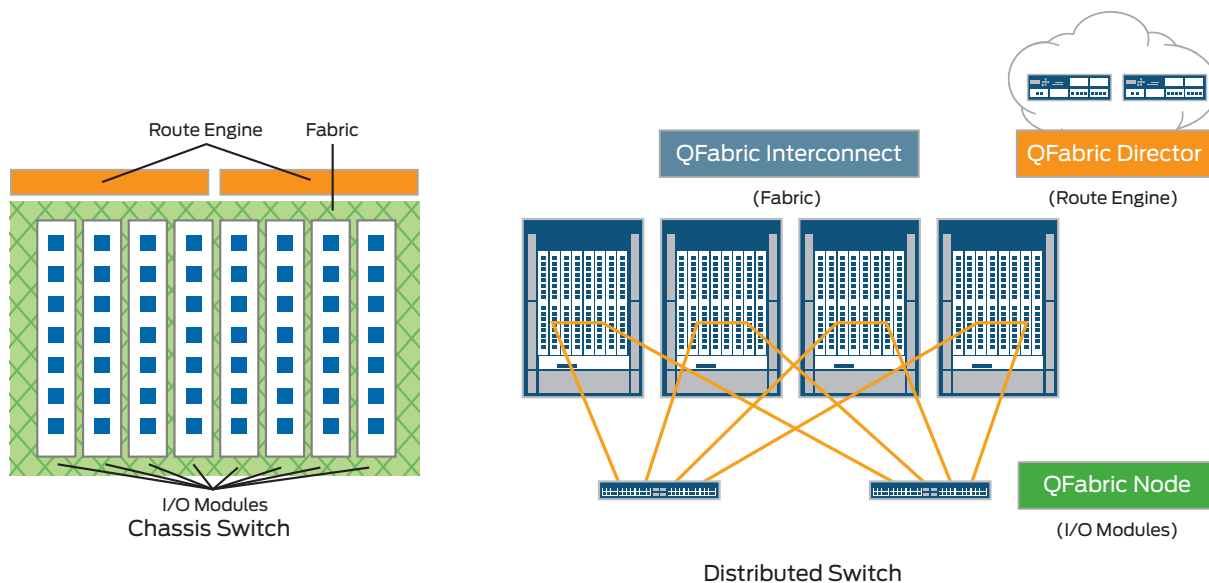 Route Engine
Fabric
I/O Modules
Chassis Switch
QFabric Interconnect
(Fabric)
QFabric Director
(Route Engine)
QFabric Node
(I/O Modules)
Distributed Switch